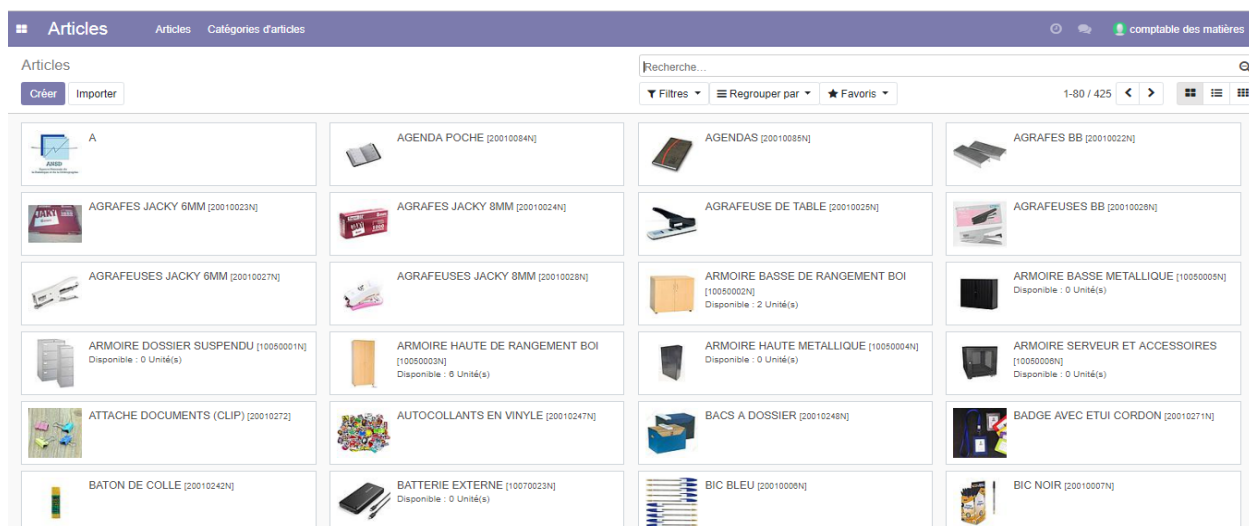 Articles Articles Catégories d'articles comptable des matières
Articles
Recherche...
Créer Importer Filtres Regrouper par Favoris 1-80 / 425
A
ANSD
AGENDA POCHE [20010084N]
AGENDAS [20010085N]
AGRAFES BB [20010022N]
AGRAFES JACKY 6MM [20010023N]
AGRAFES JACKY 8MM [20010024N]
AGRAFEUSE DE TABLE [20010025N]
AGRAFEUSES BB [20010026N]
AGRAFEUSES JACKY 6MM [20010027N]
AGRAFEUSES JACKY 8MM [20010028N]
ARMOIRE BASSE DE RANGEMENT BOI
[10050002N]
Disponible : 2 Unité(s)
ARMOIRE BASSE METALLIQUE [10050005N]
Disponible : 0 Unité(s)
ARMOIRE DOSSIER SUSPENDU [10050001N]
Disponible : 0 Unité(s)
ARMOIRE HAUTE DE RANGEMENT BOI
[10050003N]
Disponible : 6 Unité(s)
ARMOIRE HAUTE METALLIQUE [10050004N]
Disponible : 0 Unité(s)
ARMOIRE SERVEUR ET ACCESSOIRES
[10050006N]
Disponible : 0 Unité(s)
ATTACHE DOCUMENTS (CLIP) [20010272]
AUTOCOLLANTS EN VINYLE [20010247N]
BACS A DOSSIER [20010248N]
BADGE AVEC ETUI CORDON [20010271N]
BATON DE COLLE [20010242N]
BATTERIE EXTERNE [10070023N]
Disponible : 0 Unité(s)
BIC BLEU [20010006N]
BIC NOIR [20010007N]